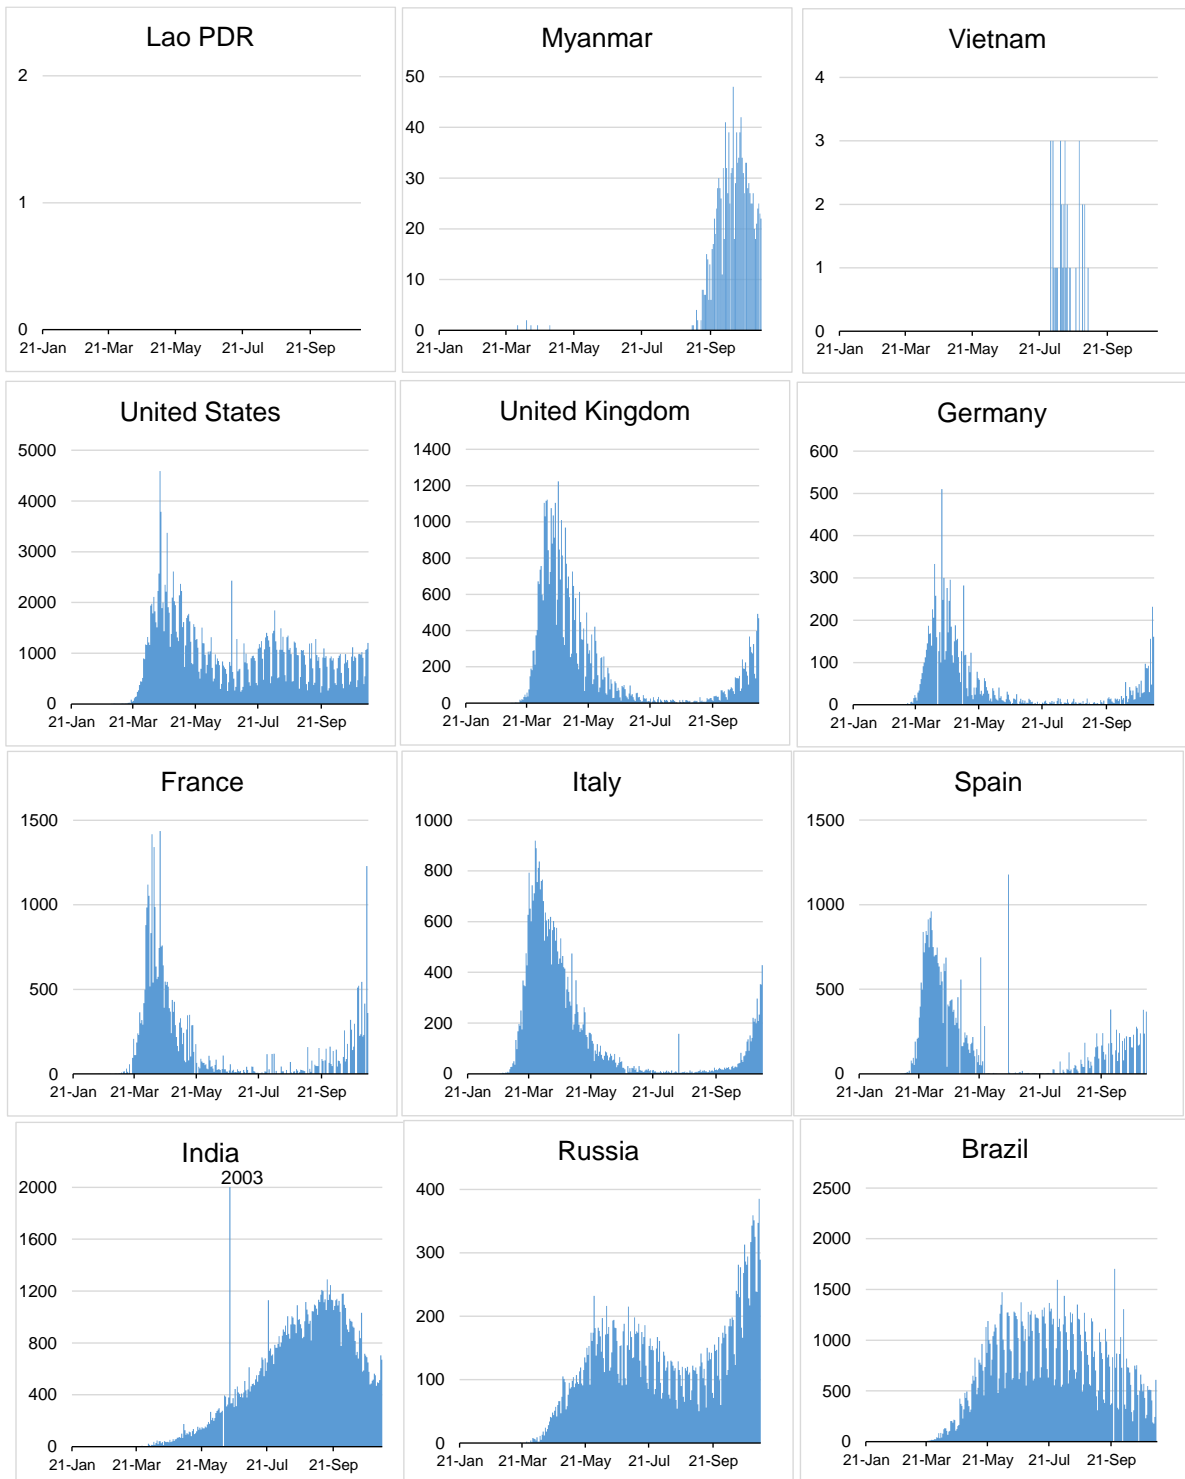 Lao PDR
2
1
0
21-Jan 21-Mar 21-May 21-Jul 21-Sep
Myanmar
50
40
30
20
10
0
21-Jan 21-Mar 21-May 21-Jul 21-Sep
Vietnam
4
3
2
1
0
21-Jan 21-Mar 21-May 21-Jul 21-Sep
United States
5000
4000
3000
2000
1000
0
21-Jan 21-Mar 21-May 21-Jul 21-Sep
United Kingdom
1400
1200
1000
800
600
400
200
0
21-Jan 21-Mar 21-May 21-Jul 21-Sep
Germany
600
500
400
300
200
100
0
21-Jan 21-Mar 21-May 21-Jul 21-Sep
France
1500
1000
500
0
21-Jan 21-Mar 21-May 21-Jul 21-Sep
Italy
1000
800
600
400
200
0
21-Jan 21-Mar 21-May 21-Jul 21-Sep
Spain
1500
1000
500
0
21-Jan 21-Mar 21-May 21-Jul 21-Sep
India
2003
2000
1600
1200
800
400
0
21-Jan 21-Mar 21-May 21-Jul 21-Sep
Russia
400
300
200
100
0
21-Jan 21-Mar 21-May 21-Jul 21-Sep
Brazil
2500
2000
1500
1000
500
0
21-Jan 21-Mar 21-May 21-Jul 21-Sep